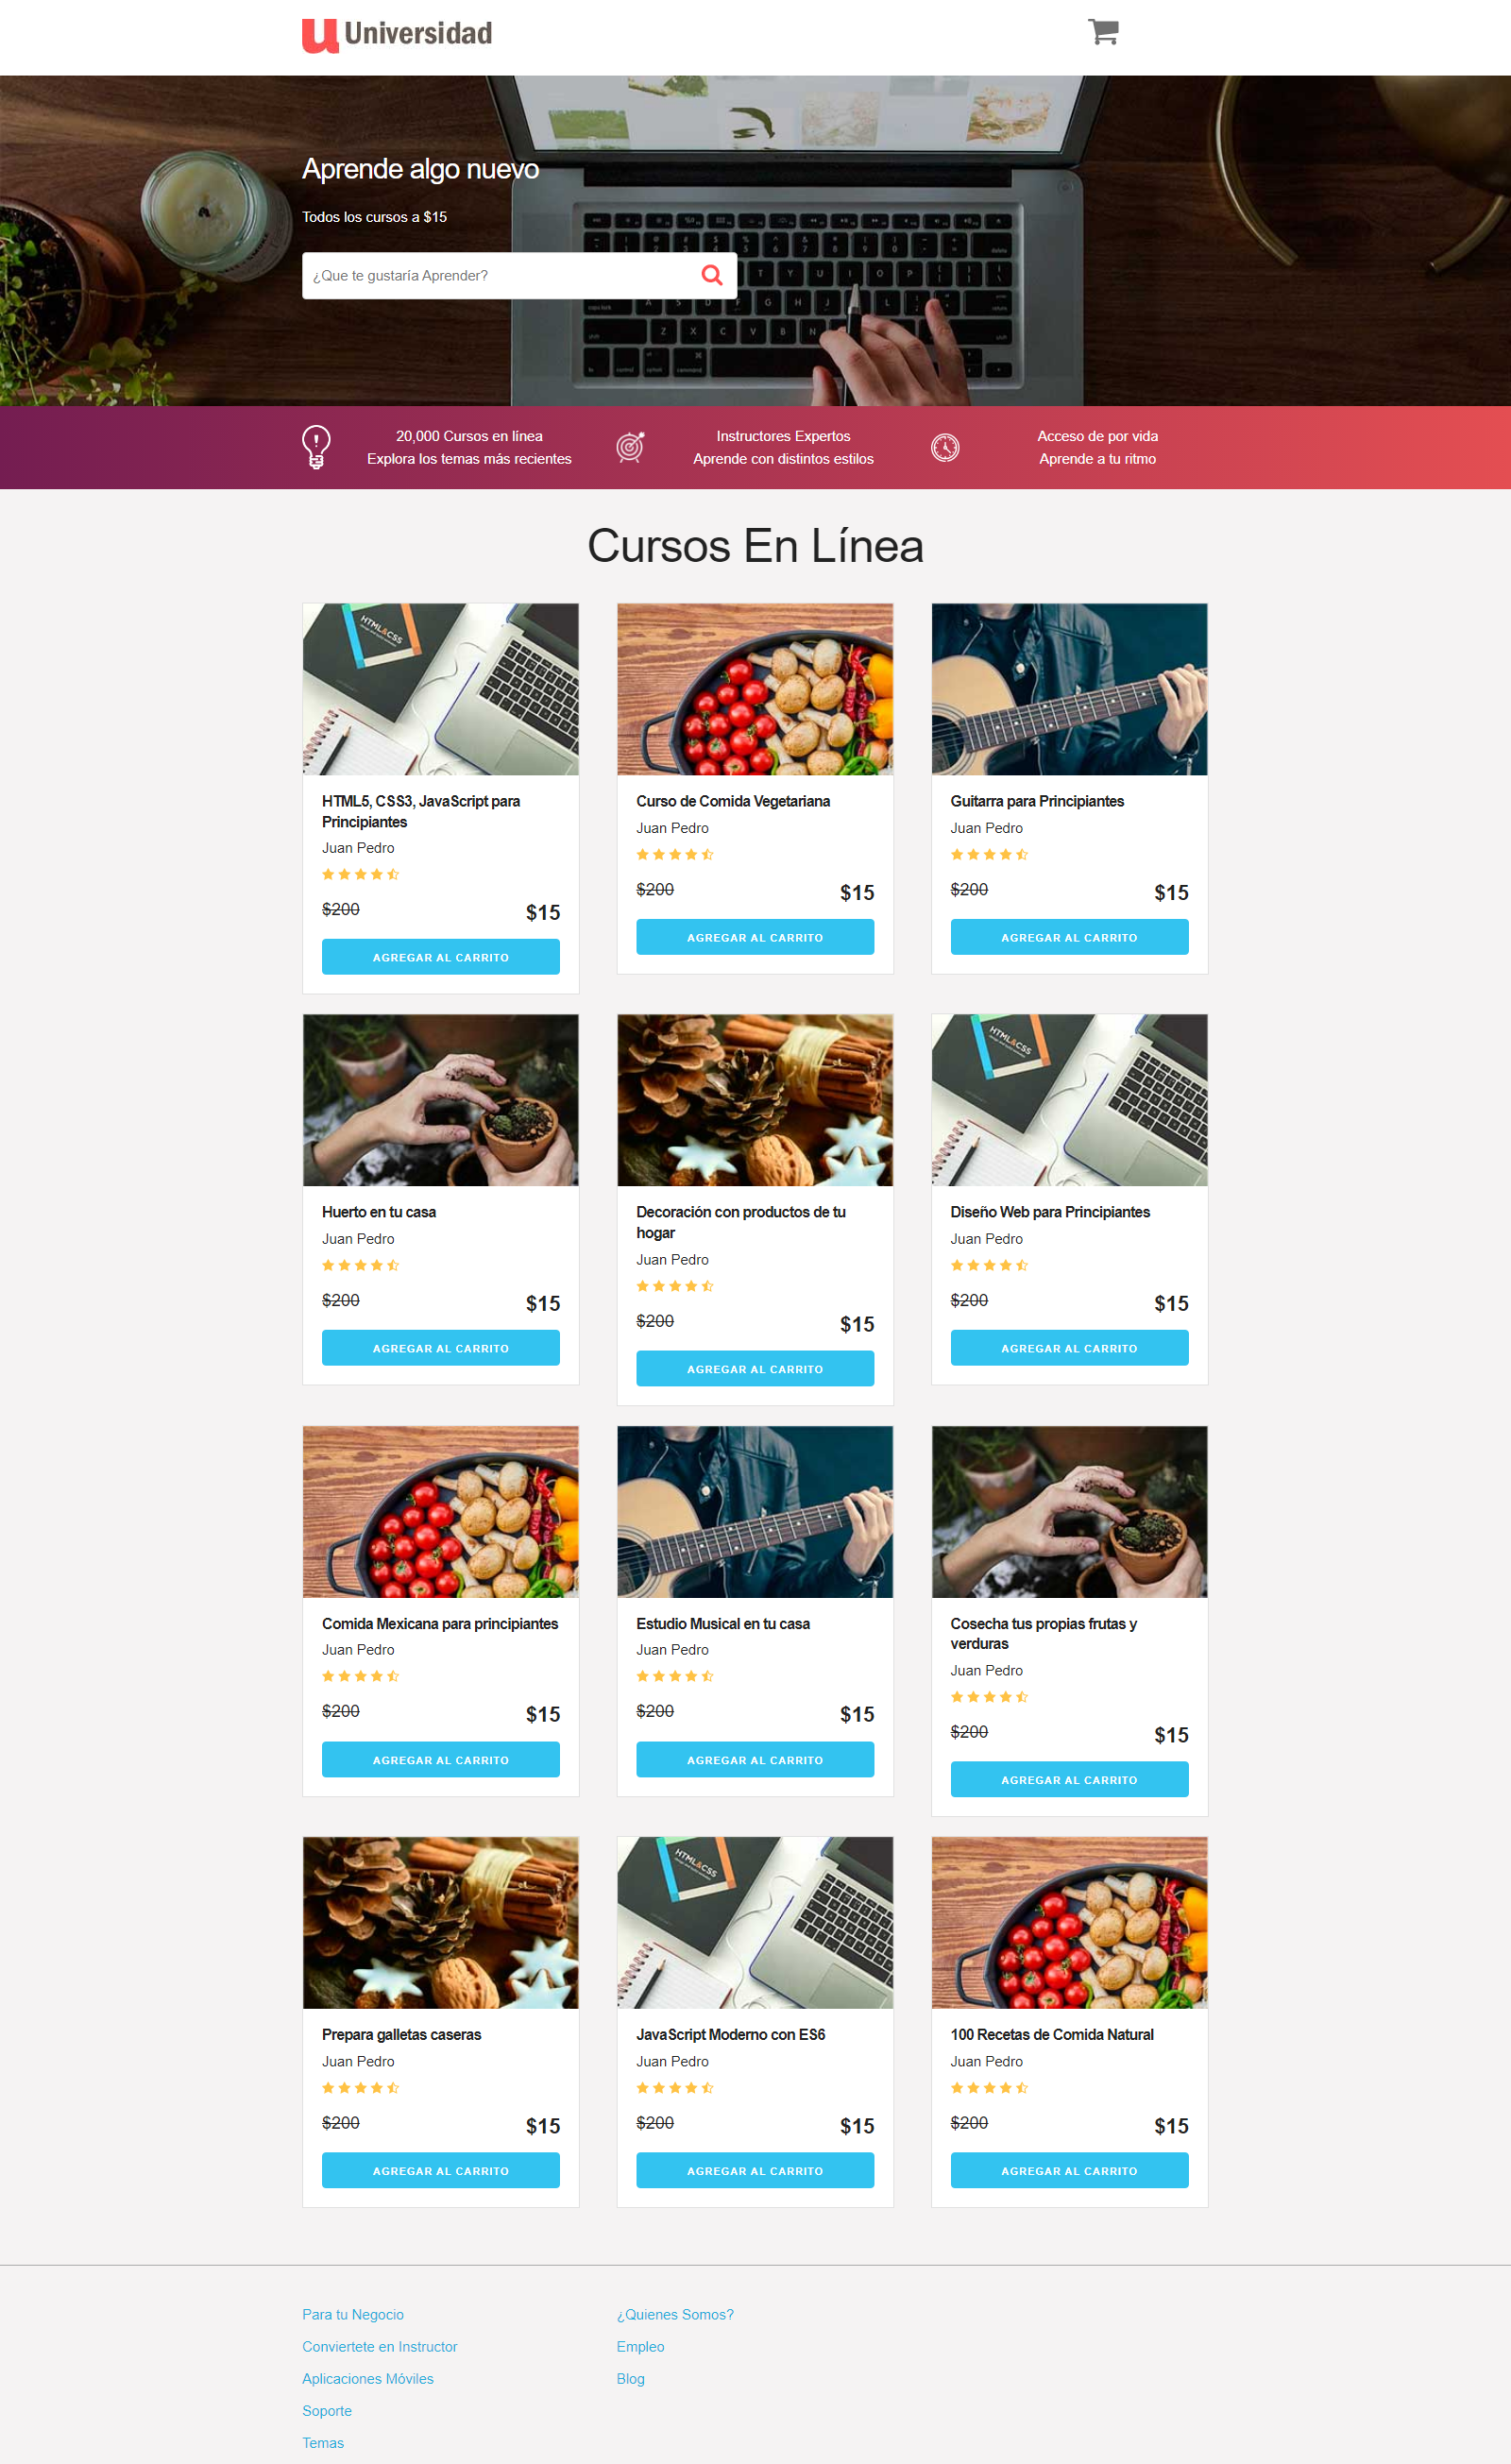 Universidad
Aprende algo nuevo
Todos los cursos a $15
¿Que te gustaría Aprender?
20,000 Cursos en línea
Explora los temas más recientes
Instructores Expertos
Aprende con distintos estilos
Acceso de por vida
Aprende a tu ritmo
Cursos En Línea
HTML&CSS
HTML5, CSS3, JavaScript para
Principiantes
Juan Pedro
$200 $15
AGREGAR AL CARRITO
Curso de Comida Vegetariana
Juan Pedro
$200 $15
AGREGAR AL CARRITO
Guitarra para Principiantes
Juan Pedro
$200 $15
AGREGAR AL CARRITO
Huerto en tu casa
Juan Pedro
$200 $15
AGREGAR AL CARRITO
Decoración con productos de tu
hogar
Juan Pedro
$200 $15
AGREGAR AL CARRITO
HTML&CSS
Diseño Web para Principiantes
Juan Pedro
$200 $15
AGREGAR AL CARRITO
Comida Mexicana para principiantes
Juan Pedro
$200 $15
AGREGAR AL CARRITO
Estudio Musical en tu casa
Juan Pedro
$200 $15
AGREGAR AL CARRITO
Cosecha tus propias frutas y
verduras
Juan Pedro
$200 $15
AGREGAR AL CARRITO
Prepara galletas caseras
Juan Pedro
$200 $15
AGREGAR AL CARRITO
HTML&CSS
JavaScript Moderno con ES6
Juan Pedro
$200 $15
AGREGAR AL CARRITO
100 Recetas de Comida Natural
Juan Pedro
$200 $15
AGREGAR AL CARRITO
Para tu Negocio
Conviertete en Instructor
Aplicaciones Móviles
Soporte
Temas
¿Quienes Somos?
Empleo
Blog